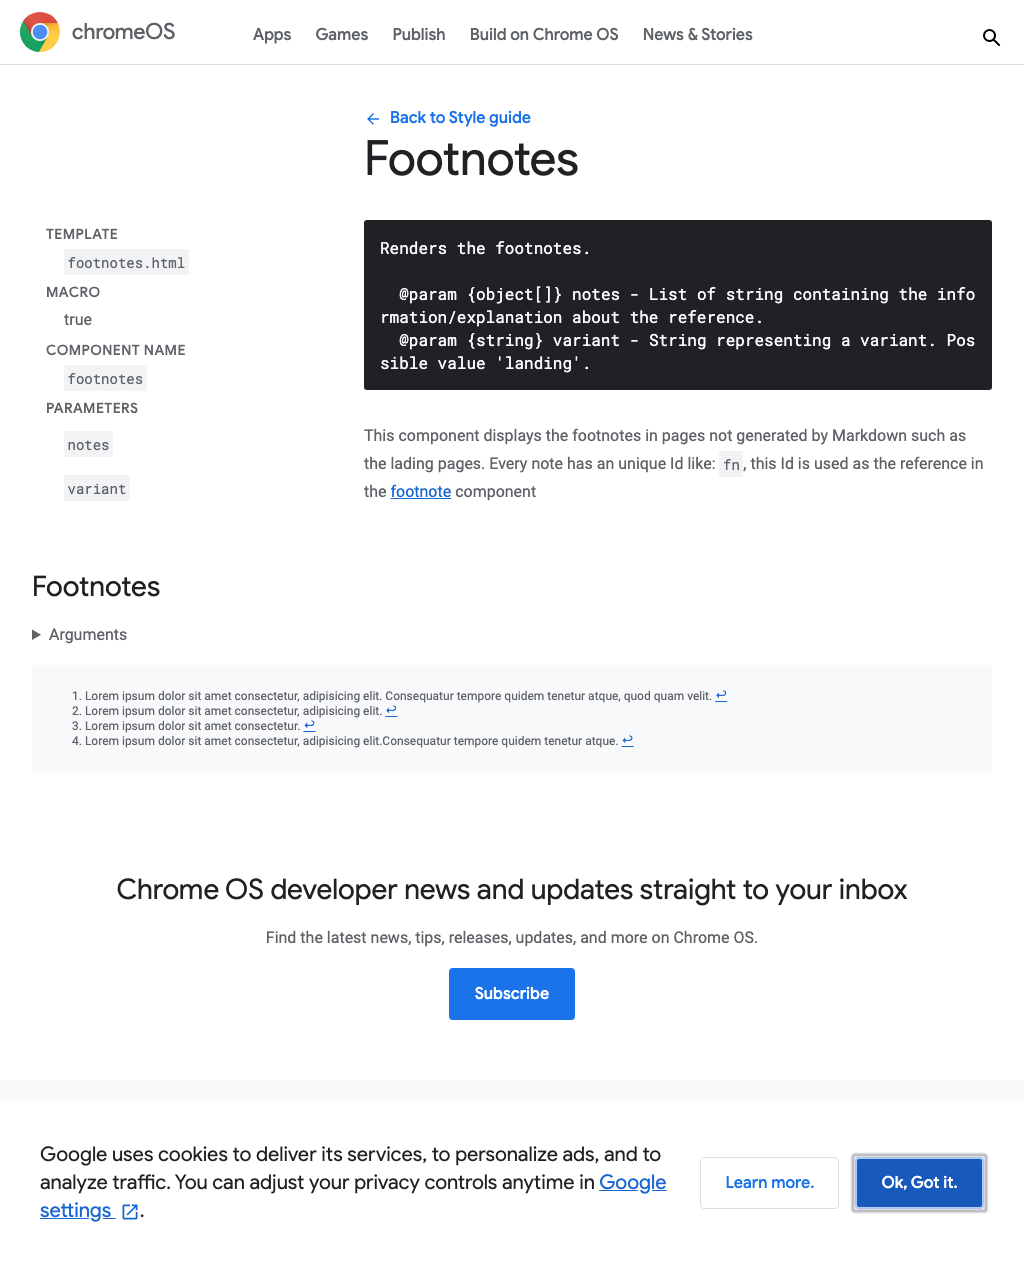 chromeOS
Apps Games Publish Build on Chrome OS News & Stories
Back to Style guide
Footnotes
TEMPLATE
footnotes.html
MACRO
true
COMPONENT NAME
footnotes
PARAMETERS
notes
variant
Renders the footnotes.
@param {object[]} notes - List of string containing the info
rmation/explanation about the reference.
@param {string} variant - String representing a variant. Pos
sible value 'landing'.
This component displays the footnotes in pages not generated by Markdown such as
the lading pages. Every note has an unique Id like: fn, this Id is used as the reference in
the footnote component
Footnotes
Arguments
1. Lorem ipsum dolor sit amet consectetur, adipisicing elit. Consequatur tempore quidem tenetur atque, quod quam velit. ↩
2. Lorem ipsum dolor sit amet consectetur, adipisicing elit. ↩
3. Lorem ipsum dolor sit amet consectetur. ↩
4. Lorem ipsum dolor sit amet consectetur, adipisicing elit.Consequatur tempore quidem tenetur atque. ↩
Chrome OS developer news and updates straight to your inbox
Find the latest news, tips, releases, updates, and more on Chrome OS.
Subscribe
Google uses cookies to deliver its services, to personalize ads, and to
analyze traffic. You can adjust your privacy controls anytime in Google
settings .
Learn more.
Ok, Got it.